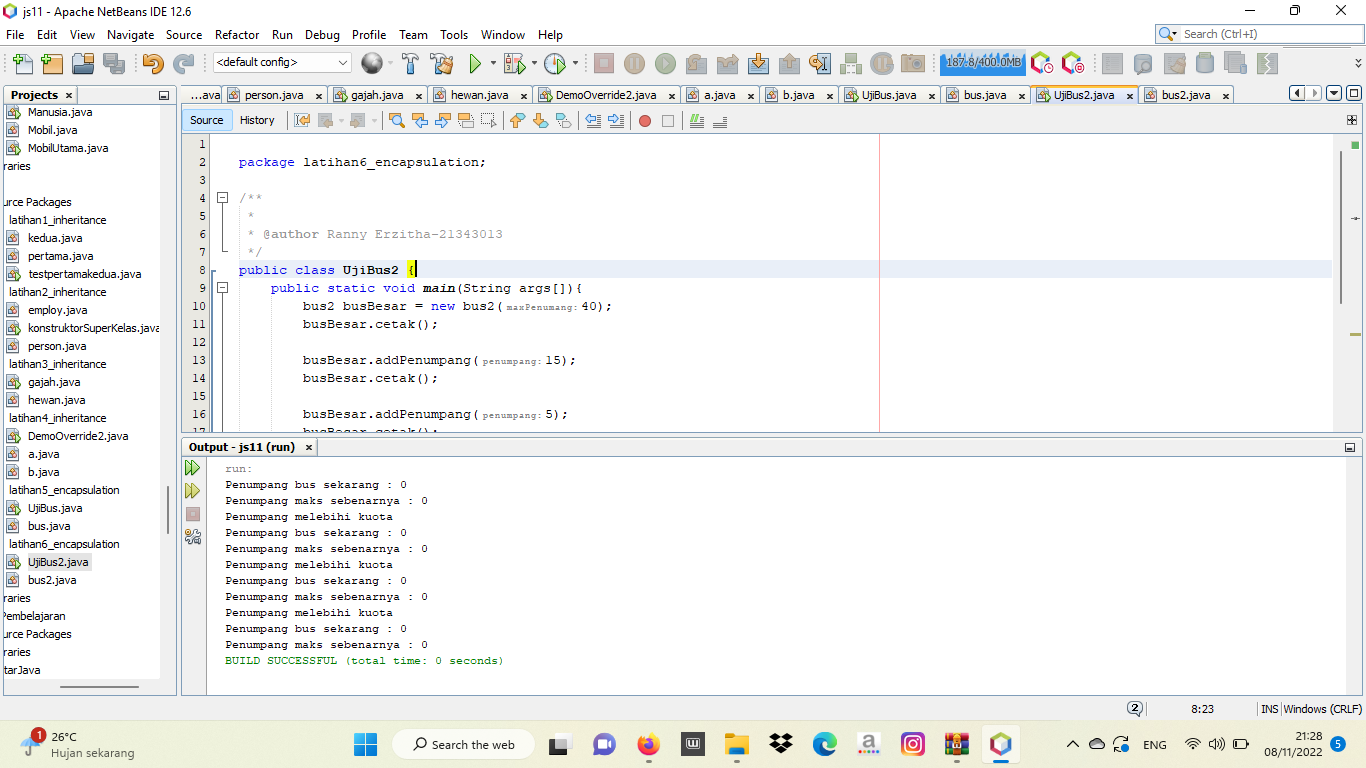 js11 - Apache NetBeans IDE 12.6
File Edit View Navigate Source Refactor Run Debug Profile Team Tools Window Help
Search (Ctrl+I)
<default config>
187.8/400.0MB
Projects
...ava person.java gajah.java hewan.java DemoOverride2.java a.java b.java UjiBus.java bus.java UjiBus2.java bus2.java
Source History
Manusia.java
Mobil.java
MobilUtama.java
raries
urce Packages
latihan1_inheritance
kedua.java
pertama.java
testpertamakedua.java
latihan2_inheritance
employ.java
konstruktorSuperKelas.java
person.java
latihan3_inheritance
gajah.java
hewan.java
latihan4_inheritance
DemoOverride2.java
a.java
b.java
latihan5_encapsulation
UjiBus.java
bus.java
latihan6_encapsulation
UjiBus2.java
bus2.java
raries
Pembelajaran
urce Packages
raries
tarJava
1
2 package latihan6_encapsulation;
3
4 /**
5 *
6 * @author Ranny Erzitha-21343013
7 */
8 public class UjiBus2 {
9 public static void main(String args[]){
10 bus2 busBesar = new bus2(maxPenumang: 40);
11 busBesar.cetak();
12
13 busBesar.addPenumpang(penumpang: 15);
14 busBesar.cetak();
15
16 busBesar.addPenumpang(penumpang: 5);
17 busBesar.cetak();
Output - js11 (run)
run:
Penumpang bus sekarang : 0
Penumpang maks sebenarnya : 0
Penumpang melebihi kuota
Penumpang bus sekarang : 0
Penumpang maks sebenarnya : 0
Penumpang melebihi kuota
Penumpang bus sekarang : 0
Penumpang maks sebenarnya : 0
Penumpang melebihi kuota
Penumpang bus sekarang : 0
Penumpang maks sebenarnya : 0
BUILD SUCCESSFUL (total time: 0 seconds)
2 8:23 INS Windows (CRLF)
1
26°C
Hujan sekarang
Search the web
ENG
21:28
08/11/2022
5